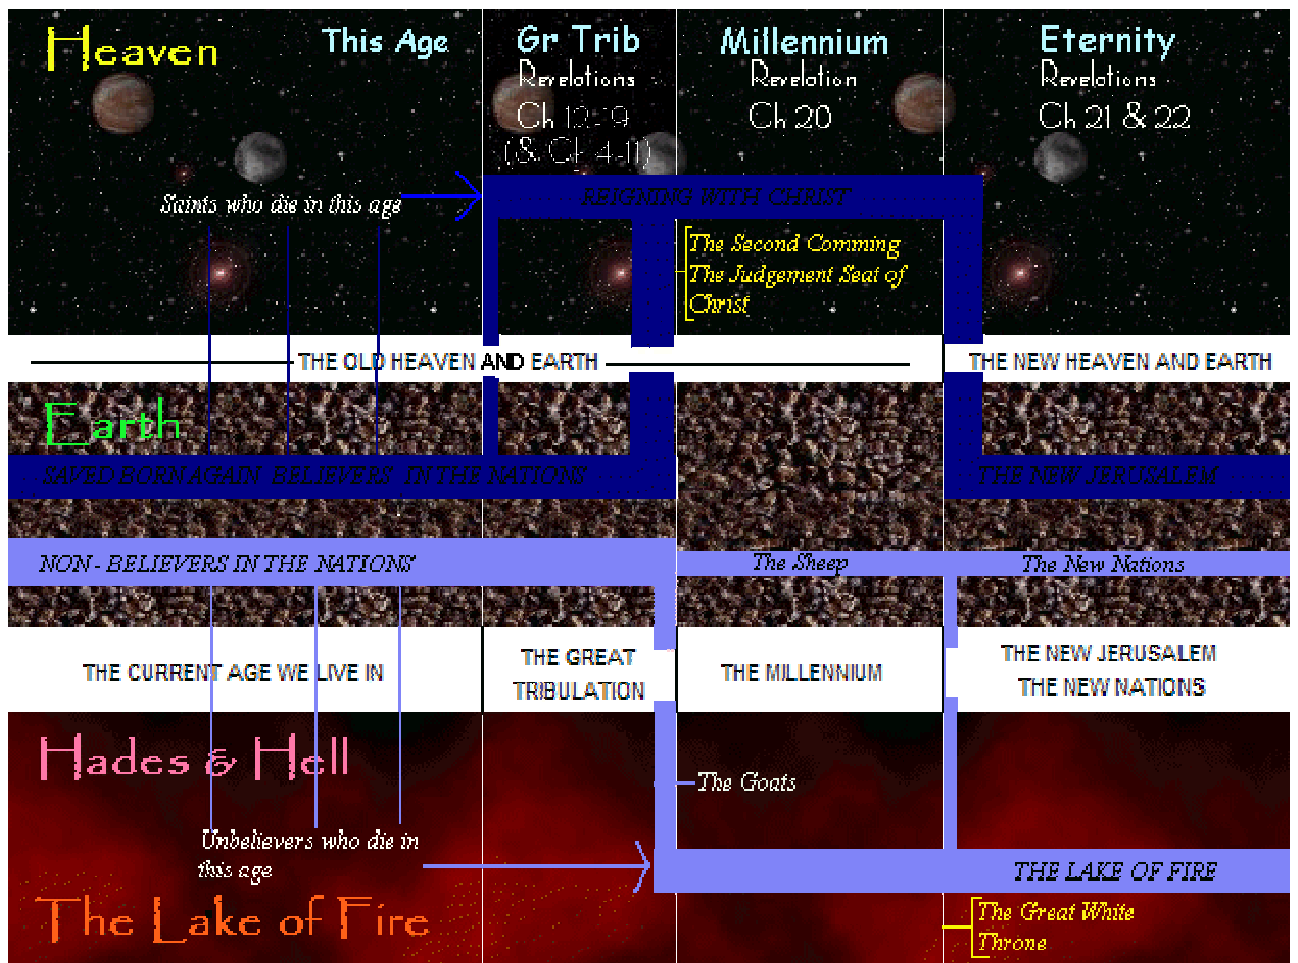 Heaven
This Age
Gr Trib
Revelations
Ch 12-19
(& Ch 4-11)
Millennium
Revelation
Ch 20
Eternity
Revelations
Ch 21 & 22
Saints who die in this age
REIGNING WITH CHRIST
The Second Comming
The Judgement Seat of
Christ
THE OLD HEAVEN AND EARTH
THE NEW HEAVEN AND EARTH
Earth
SAVED BORN AGAIN BELIEVERS IN THE NATIONS
THE NEW JERUSALEM
NON - BELIEVERS IN THE NATIONS
The Sheep
The New Nations
THE CURRENT AGE WE LIVE IN
THE GREAT
TRIBULATION
THE MILLENNIUM
THE NEW JERUSALEM
THE NEW NATIONS
Hades & Hell
The Goats
Unbelievers who die in
this age
THE LAKE OF FIRE
The Lake of Fire
The Great White
Throne